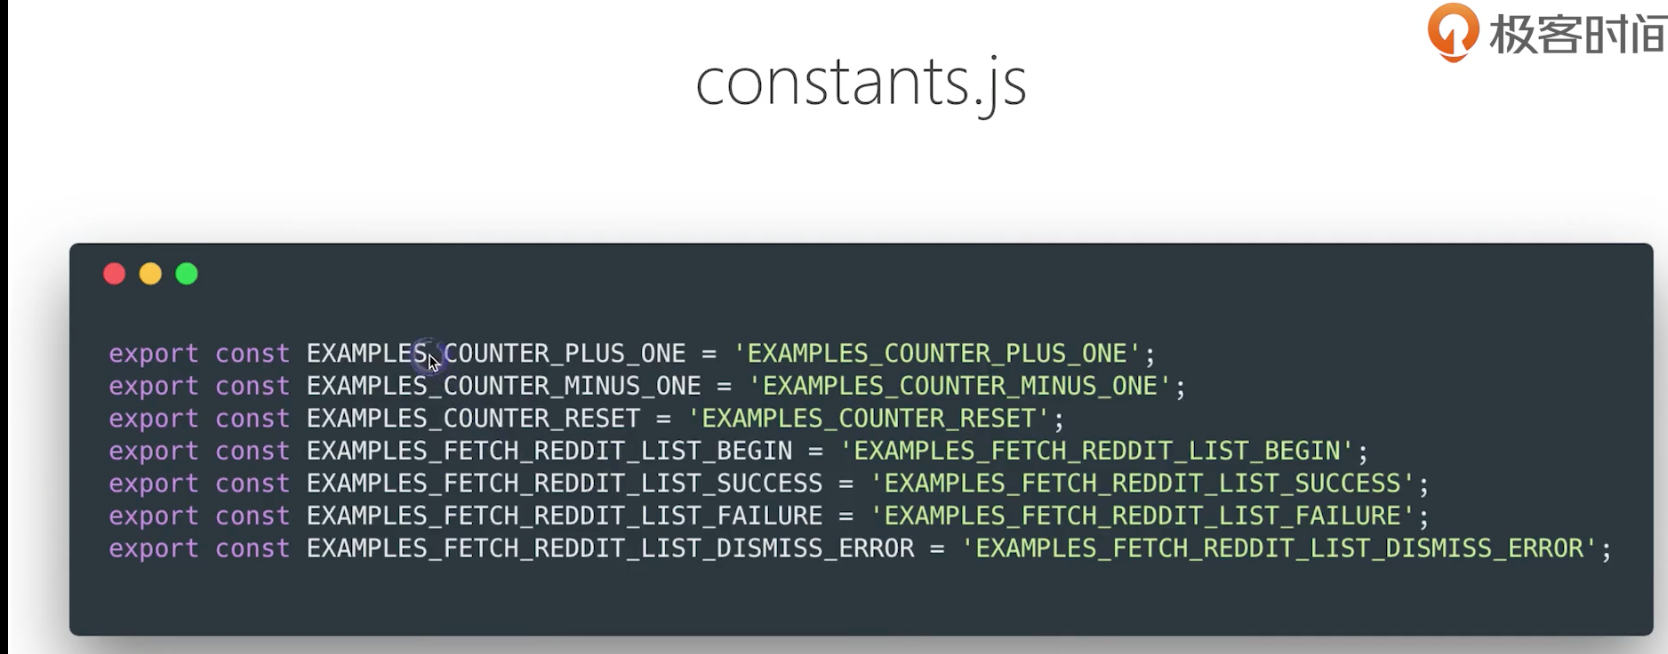 极客时间
constants.js
export const EXAMPLES_COUNTER_PLUS_ONE = 'EXAMPLES_COUNTER_PLUS_ONE';
export const EXAMPLES_COUNTER_MINUS_ONE = 'EXAMPLES_COUNTER_MINUS_ONE';
export const EXAMPLES_COUNTER_RESET = 'EXAMPLES_COUNTER_RESET';
export const EXAMPLES_FETCH_REDDIT_LIST_BEGIN = 'EXAMPLES_FETCH_REDDIT_LIST_BEGIN';
export const EXAMPLES_FETCH_REDDIT_LIST_SUCCESS = 'EXAMPLES_FETCH_REDDIT_LIST_SUCCESS';
export const EXAMPLES_FETCH_REDDIT_LIST_FAILURE = 'EXAMPLES_FETCH_REDDIT_LIST_FAILURE';
export const EXAMPLES_FETCH_REDDIT_LIST_DISMISS_ERROR = 'EXAMPLES_FETCH_REDDIT_LIST_DISMISS_ERROR';